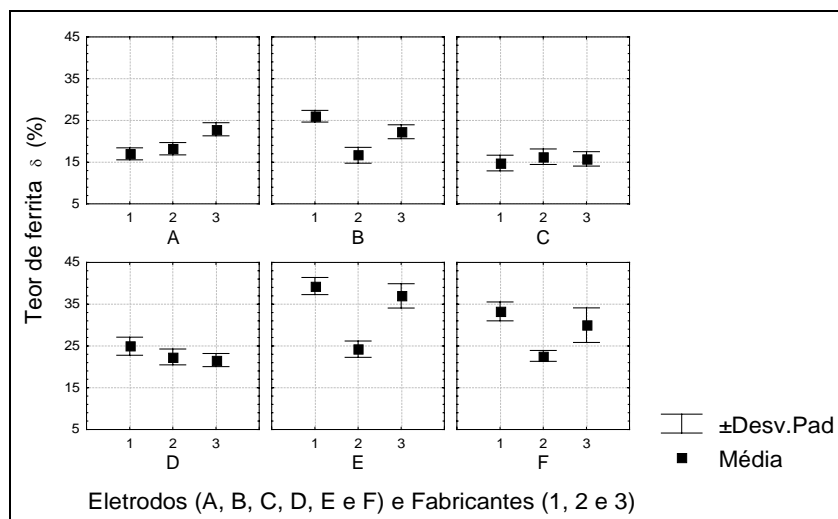 Teor de ferrita δ (%)
45
35
25
15
5
1 2 3
A
1 2 3
B
1 2 3
C
45
35
25
15
5
1 2 3
D
1 2 3
E
1 2 3
F
±Desv.Pad
Média
Eletrodos (A, B, C, D, E e F) e Fabricantes (1, 2 e 3)